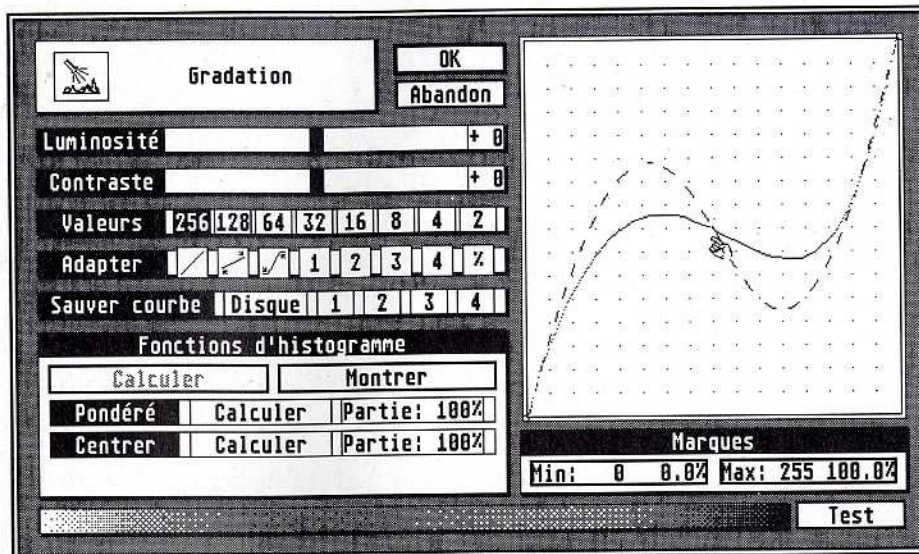 Gradation
OK
Abandon
Luminosité + 0
Contraste + 0
Valeurs 256 128 64 32 16 8 4 2
Adapter 1 2 3 4 %
Sauver courbe Disque 1 2 3 4
Fonctions d'histogramme
Calculer Montrer
Pondéré Calculer Partie: 100%
Centrer Calculer Partie: 100%
Marques
Min: 0 0.0% Max: 255 100.0%
Test